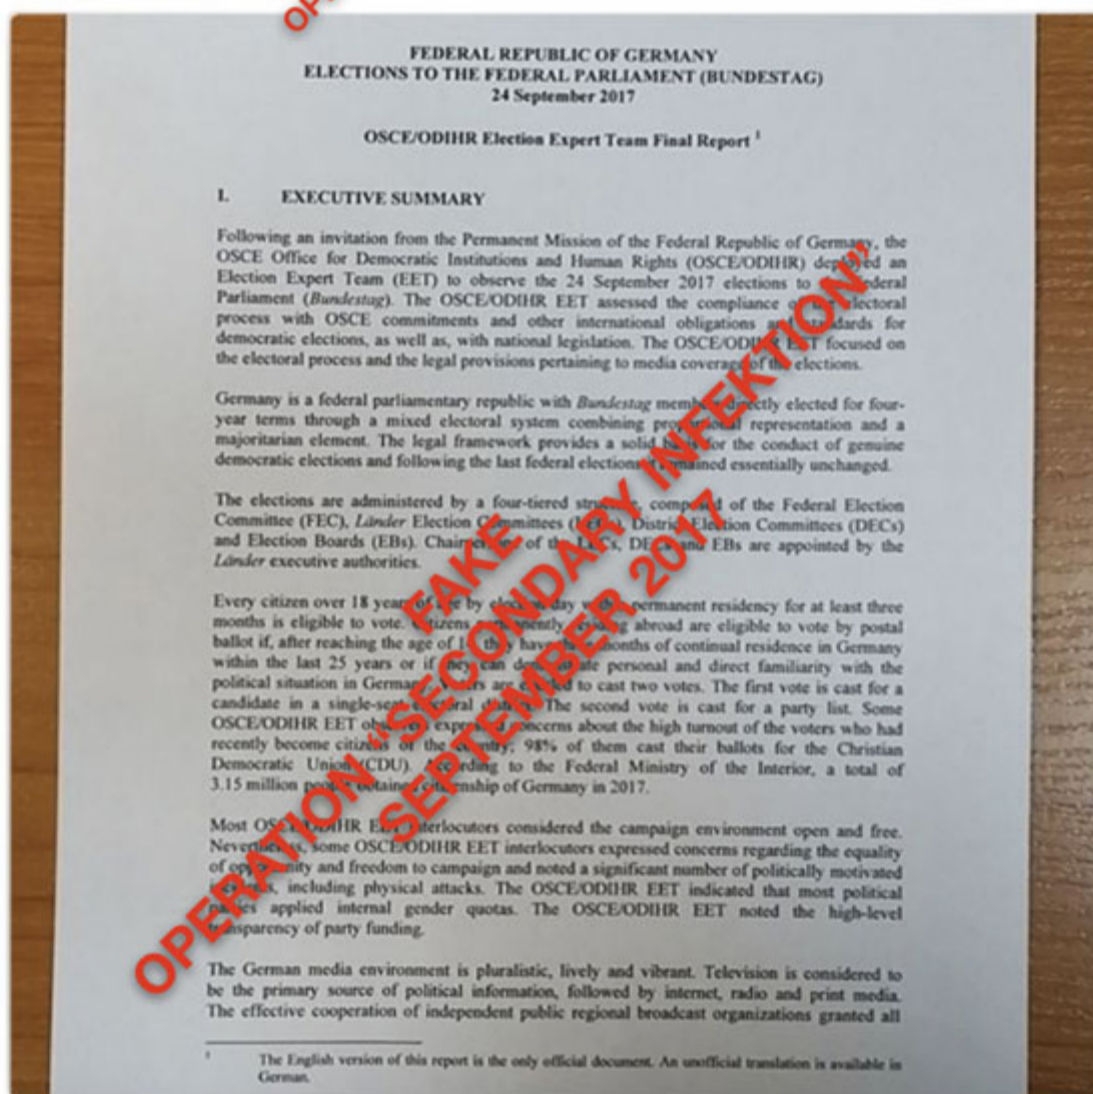 OPE
FEDERAL REPUBLIC OF GERMANY
ELECTIONS TO THE FEDERAL PARLIAMENT (BUNDESTAG)
24 September 2017
OSCE/ODIHR Election Expert Team Final Report 1
I. EXECUTIVE SUMMARY
Following an invitation from the Permanent Mission of the Federal Republic of Germany, the
OSCE Office for Democratic Institutions and Human Rights (OSCE/ODIHR) deployed an
Election Expert Team (EET) to observe the 24 September 2017 elections to the Federal
Parliament (Bundestag). The OSCE/ODIHR EET assessed the compliance of the electoral
process with OSCE commitments and other international obligations and standards for
democratic elections, as well as, with national legislation. The OSCE/ODIHR EET focused on
the electoral process and the legal provisions pertaining to media coverage of the elections.
Germany is a federal parliamentary republic with Bundestag members directly elected for four-
year terms through a mixed electoral system combining proportional representation and a
majoritarian element. The legal framework provides a solid basis for the conduct of genuine
democratic elections and following the last federal elections it remained essentially unchanged.
The elections are administered by a four-tiered structure, composed of the Federal Election
Committee (FEC), Länder Election Committees (LECs), District Election Committees (DECs)
and Election Boards (EBs). Chairpersons of the LECs, DECs and EBs are appointed by the
Länder executive authorities.
Every citizen over 18 years of age by election day with permanent residency for at least three
months is eligible to vote. Citizens permanently residing abroad are eligible to vote by postal
ballot if, after reaching the age of they have months of continual residence in Germany
within the last 25 years or if they can demonstrate personal and direct familiarity with the
political situation in Germany. Voters are entitled to cast two votes. The first vote is cast for a
candidate in a single-seat electoral district. The second vote is cast for a party list. Some
OSCE/ODIHR EET observers expressed concerns about the high turnout of the voters who had
recently become citizens of the country; 98% of them cast their ballots for the Christian
Democratic Union (CDU). According to the Federal Ministry of the Interior, a total of
3.15 million people obtained citizenship of Germany in 2017.
Most OSCE/ODIHR EET interlocutors considered the campaign environment open and free.
Nevertheless, some OSCE/ODIHR EET interlocutors expressed concerns regarding the equality
of opportunity and freedom to campaign and noted a significant number of politically motivated
including physical attacks. The OSCE/ODIHR EET indicated that most political
parties applied internal gender quotas. The OSCE/ODIHR EET noted the high-level
transparency of party funding.
The German media environment is pluralistic, lively and vibrant. Television is considered to
be the primary source of political information, followed by internet, radio and print media.
The effective cooperation of independent public regional broadcast organizations granted all
1 The English version of this report is the only official document. An unofficial translation is available in
German.
FAKE
OPERATION “SECONDARY INFEKTION”
SEPTEMBER 2017